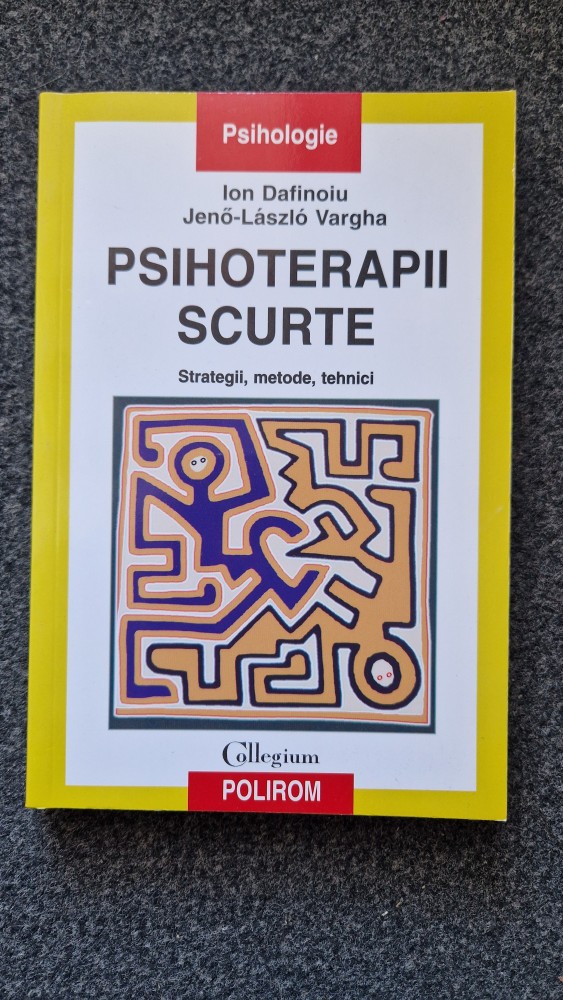 Psihologie
Ion Dafinoiu
Jenő-László Vargha
PSIHOTERAPII
SCURTE
Strategii, metode, tehnici
Collegium
POLIROM